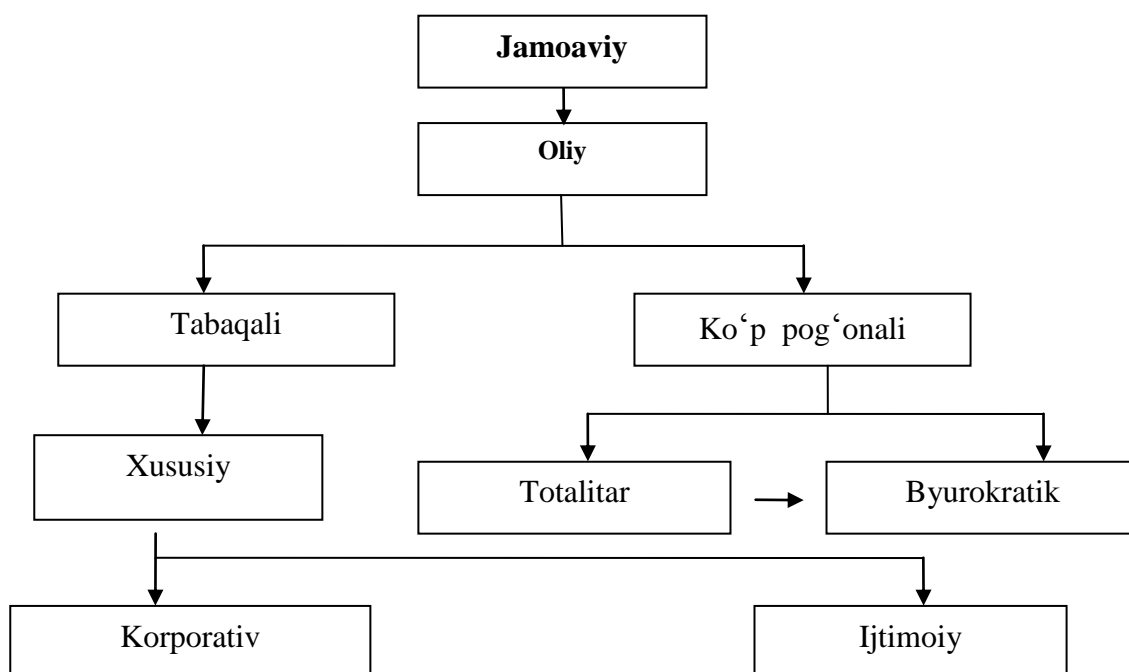 Jamoaviy
Oliy
Tabaqali
Ko‘p pog‘onali
Xususiy
Totalitar
Byurokratik
Korporativ
Ijtimoiy